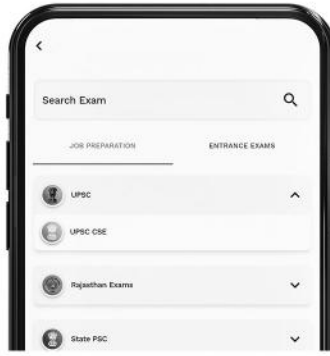 Search Exam
JOB PREPARATION ENTRANCE EXAMS
UPSC
UPSC CSE
Rajasthan Exams
State PSC